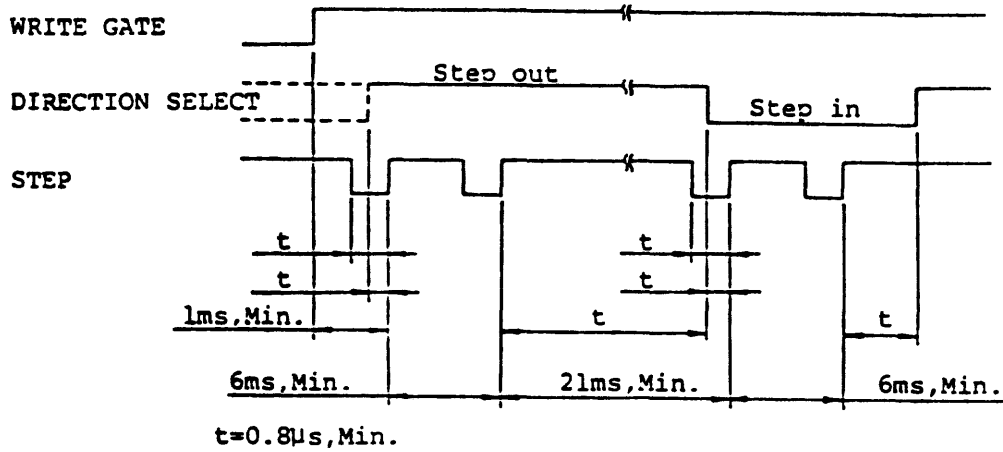 WRITE GATE
Step out
DIRECTION SELECT
Step in
STEP
t
t
t
t
1ms,Min.
t
t
6ms,Min.
21ms,Min.
6ms,Min.
t=0.8µs,Min.